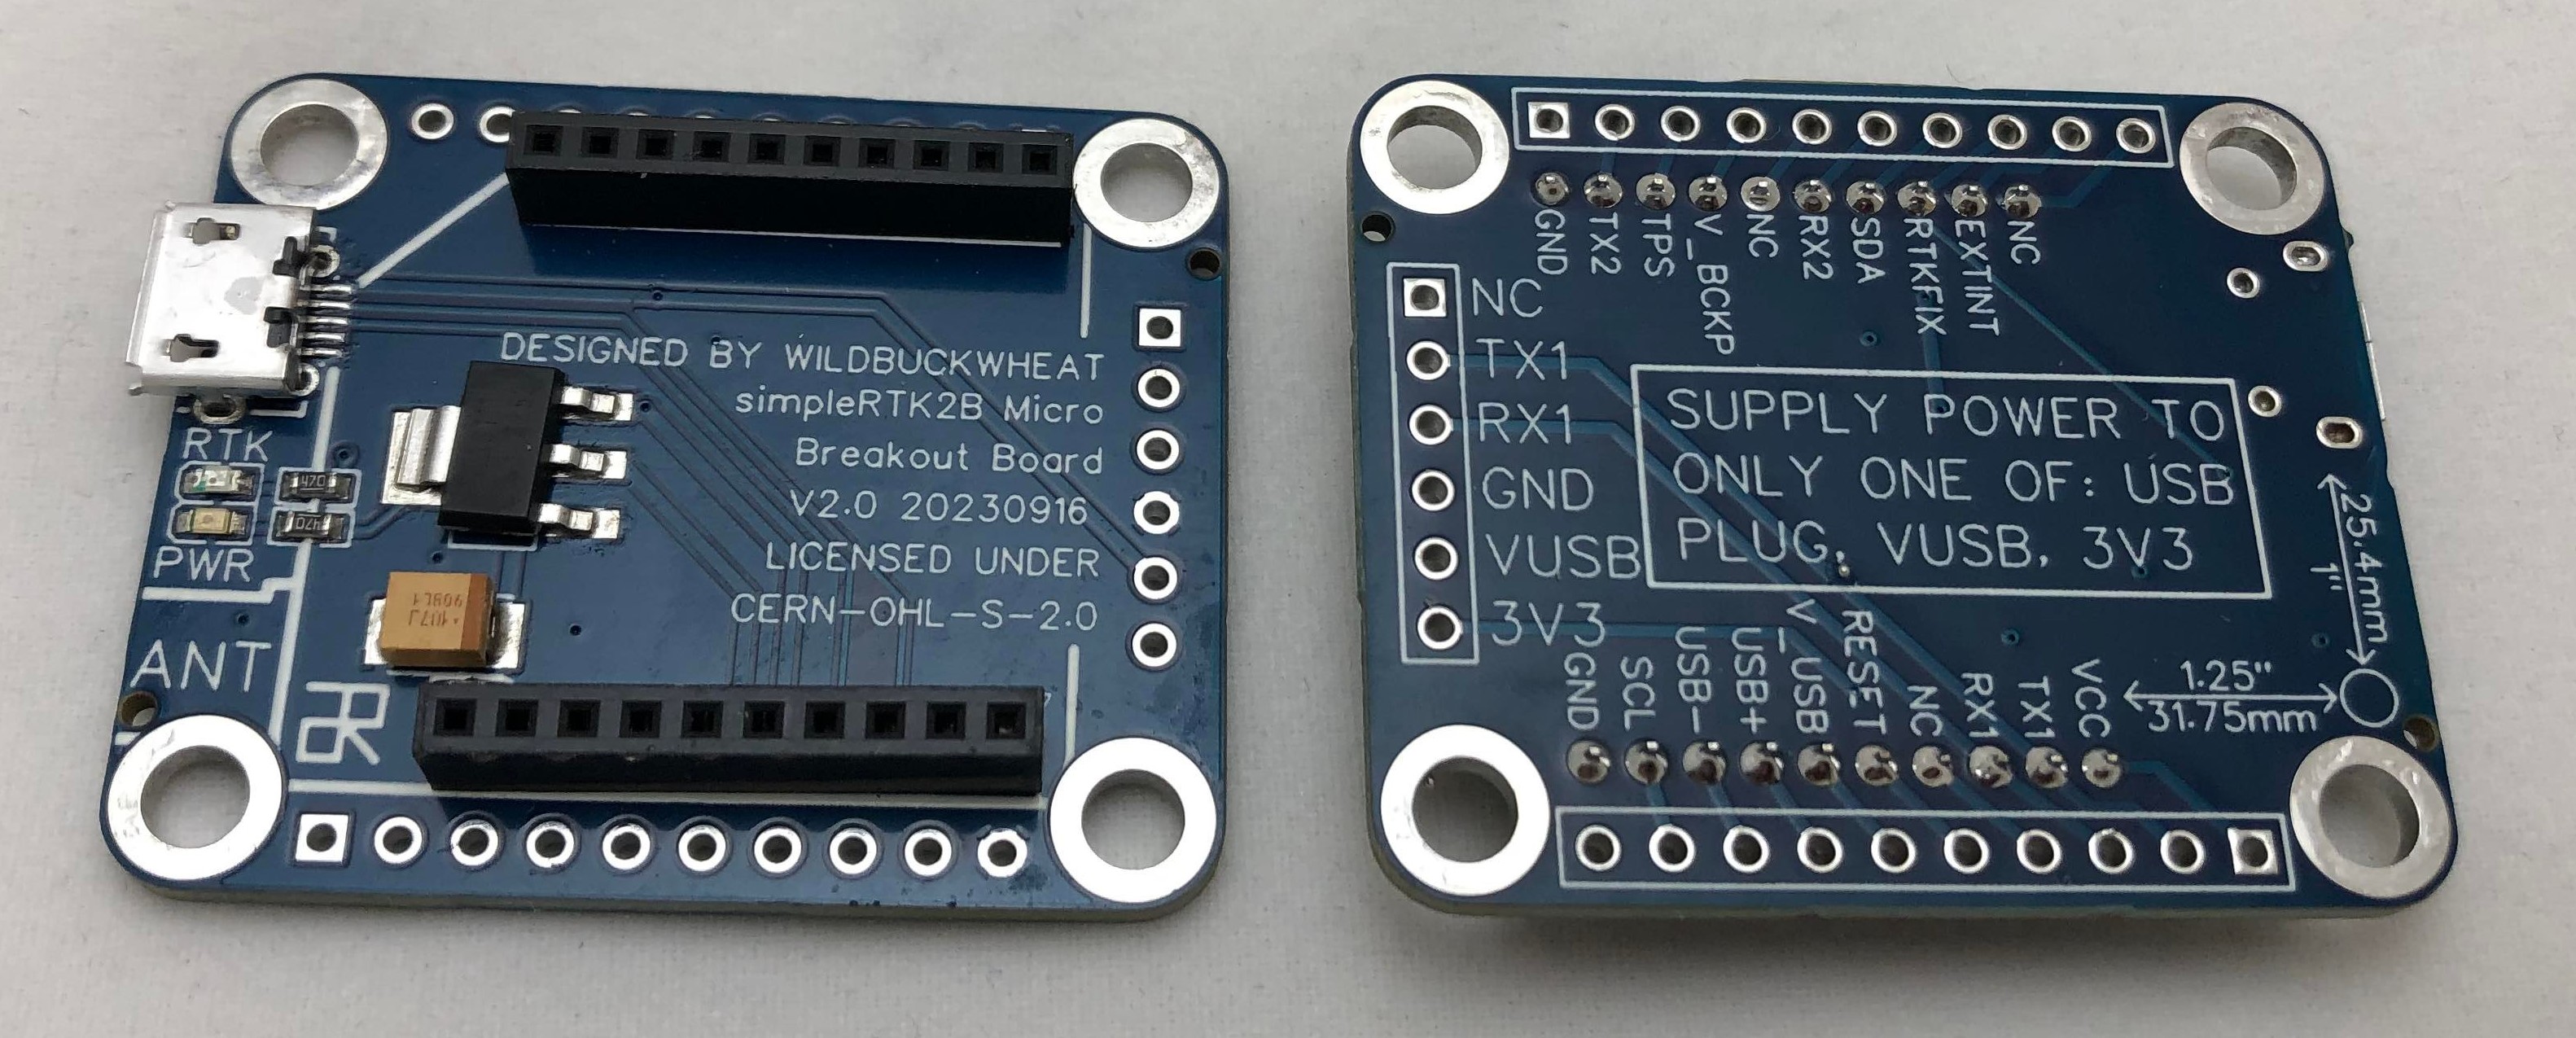 DESIGNED BY WILDBUCKWHEAT
simpleRTK2B Micro
Breakout Board
V2.0 20230916
LICENSED UNDER
CERN-OHL-S-2.0
RTK
470
470
PWR
ANT
107J
GND
TX2
TPS
V_BCKP
NC
RX2
SDA
RTKFIX
EXTINT
NC
NC
TX1
RX1
GND
VUSB
3V3
SUPPLY POWER TO
ONLY ONE OF: USB
PLUG, VUSB, 3V3
25.4mm
1"
1.25"
31.75mm
GND
SCL
USB-
USB+
V_USB
RESET
NC
RX1
TX1
VCC